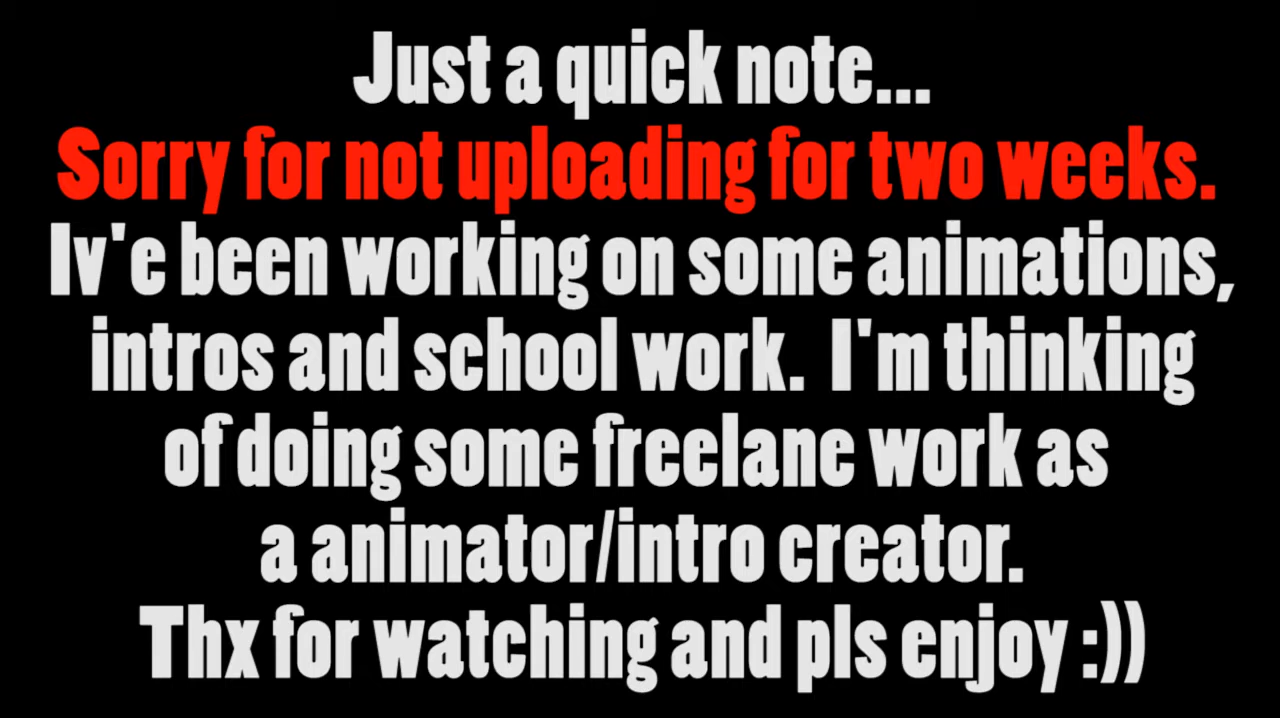 Just a quick note...
Sorry for not uploading for two weeks.
Iv'e been working on some animations,
intros and school work. I'm thinking
of doing some freelane work as
a animator/intro creator.
Thx for watching and pls enjoy :))